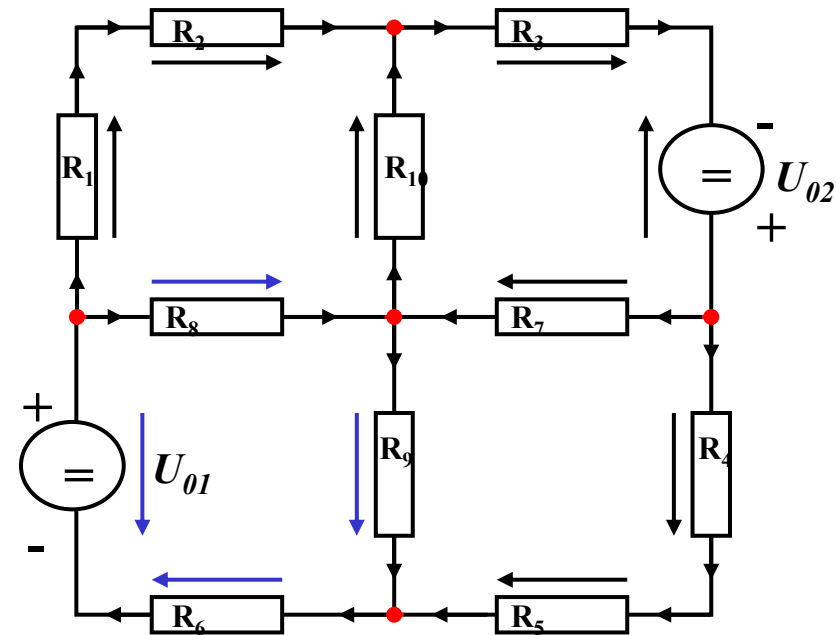 R2
R3
R1
R10
-
= U02
+
R8
R7
+
R9
R4
= U01
-
R6
R5